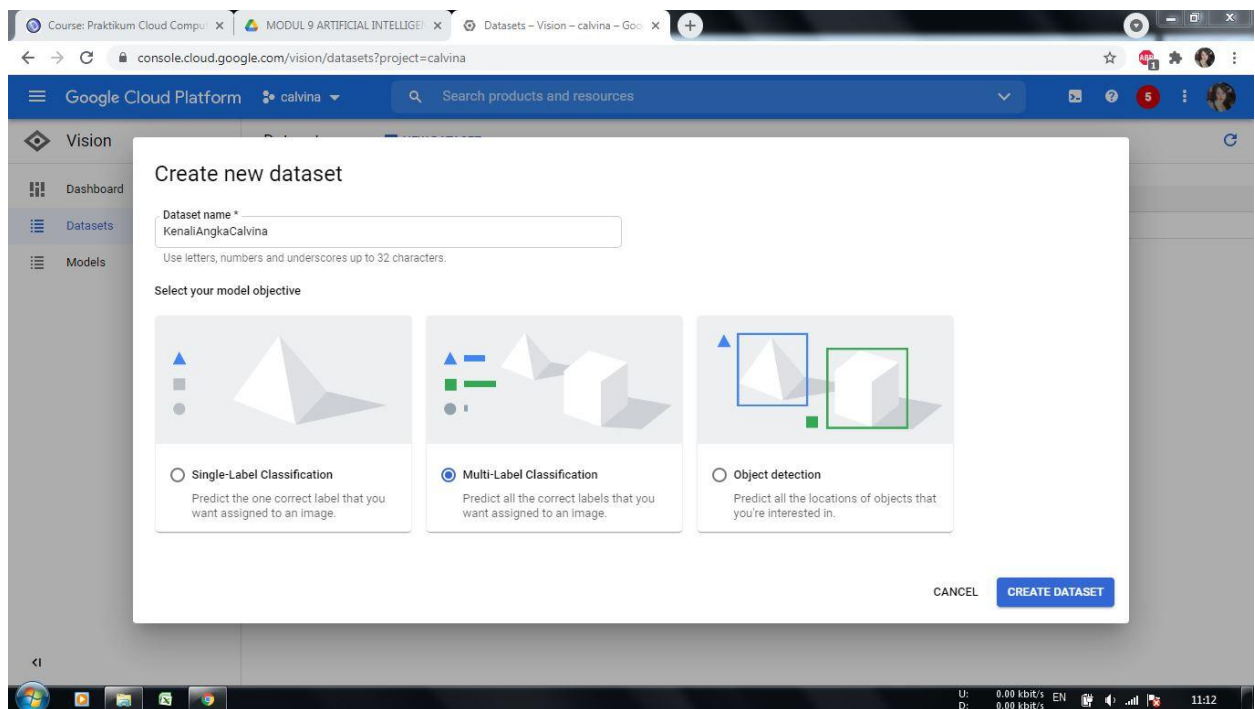 Course: Praktikum Cloud Comput
MODUL 9 ARTIFICIAL INTELLIGEN
Datasets – Vision – calvina – Goo
console.cloud.google.com/vision/datasets?project=calvina
ABP
1
Google Cloud Platform
calvina
Search products and resources
5
Vision
Dashboard
Datasets
Models
Create new dataset
Dataset name *
KenaliAngkaCalvina
Use letters, numbers and underscores up to 32 characters.
Select your model objective
Single-Label Classification
Predict the one correct label that you
want assigned to an image.
Multi-Label Classification
Predict all the correct labels that you
want assigned to an image.
Object detection
Predict all the locations of objects that
you're interested in.
CANCEL
CREATE DATASET
U: 0.00 kbit/s
D: 0.00 kbit/s
EN
11:12